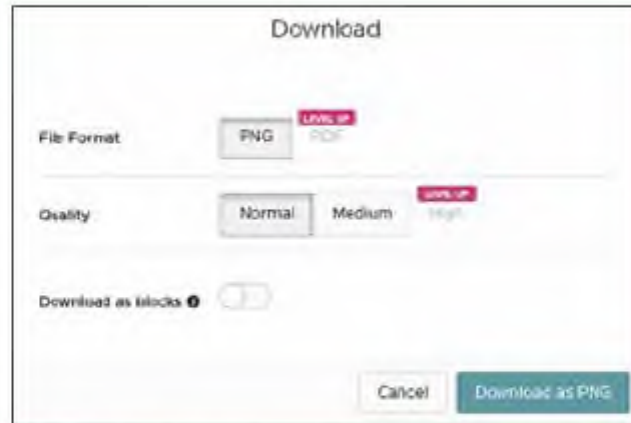 Download
LEVEL UP
File Format PNG PDF
LEVEL UP
Quality Normal Medium High
Download as blocks
Cancel Download as PNG